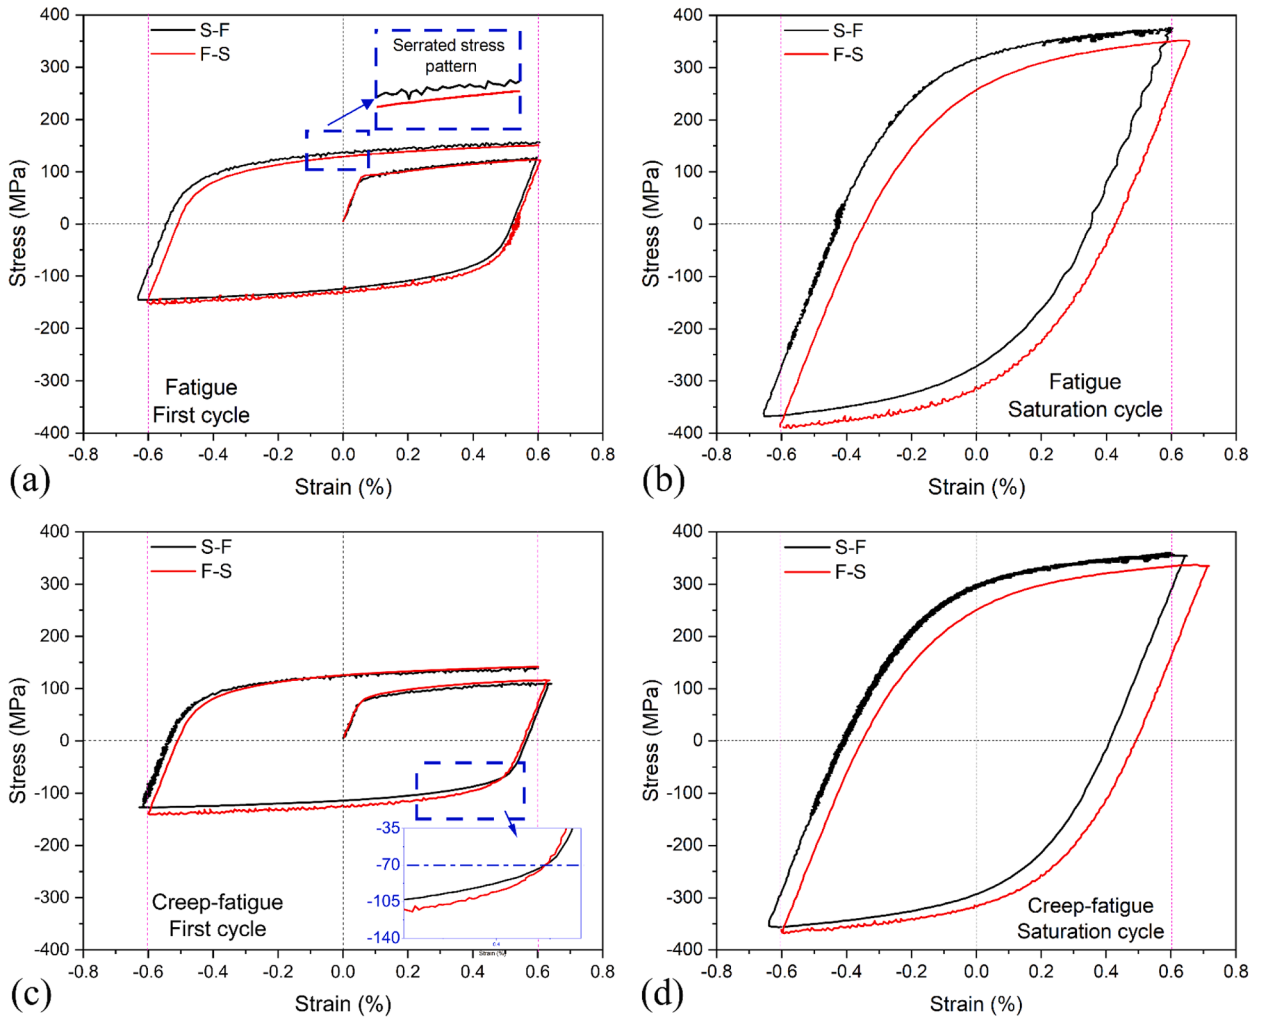 S-F
F-S
Serrated stress
pattern
400
300
200
100
0
-100
-200
-300
-400
Stress (MPa)
Fatigue
First cycle
-0.8 -0.6 -0.4 -0.2 0.0 0.2 0.4 0.6 0.8
Strain (%)
(a)
S-F
F-S
400
300
200
100
0
-100
-200
-300
-400
Stress (MPa)
Fatigue
Saturation cycle
-0.8 -0.6 -0.4 -0.2 0.0 0.2 0.4 0.6 0.8
Strain (%)
(b)
S-F
F-S
400
300
200
100
0
-100
-200
-300
-400
Stress (MPa)
-35
-70
-105
-140
0.4
Strain (%)
Creep-fatigue
First cycle
-0.8 -0.6 -0.4 -0.2 0.0 0.2 0.4 0.6 0.8
Strain (%)
(c)
S-F
F-S
400
300
200
100
0
-100
-200
-300
-400
Stress (MPa)
Creep-fatigue
Saturation cycle
-0.8 -0.6 -0.4 -0.2 0.0 0.2 0.4 0.6 0.8
Strain (%)
(d)